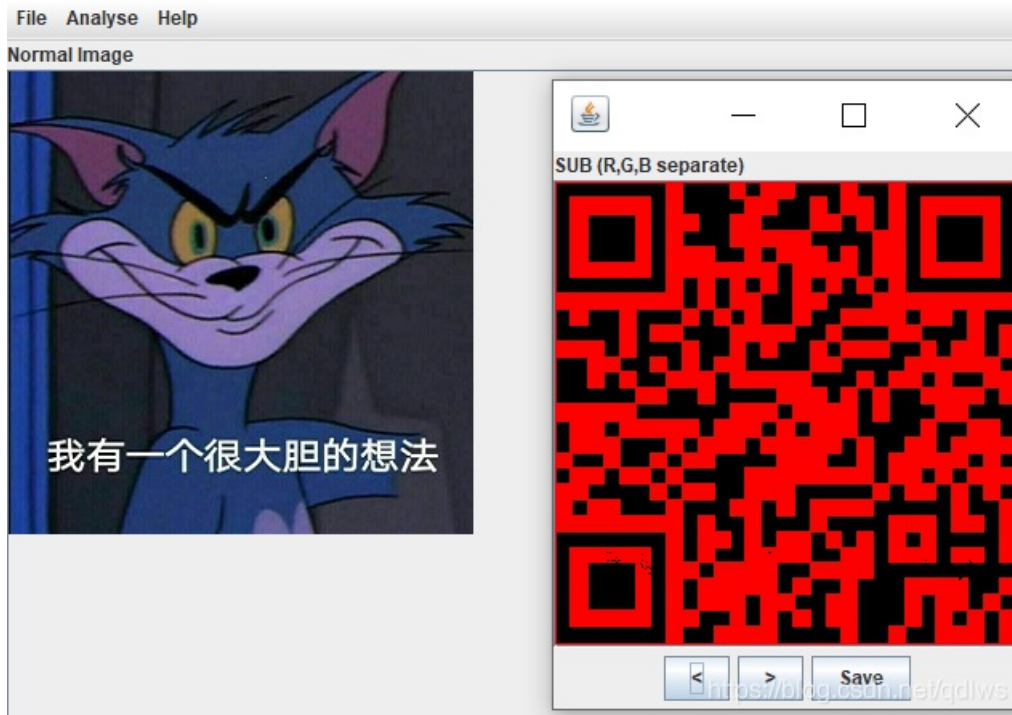 File Analyse Help
Normal Image
SUB (R,G,B separate)
我有一个很大胆的想法
< > Save
https://blog.csdn.net/qdlws